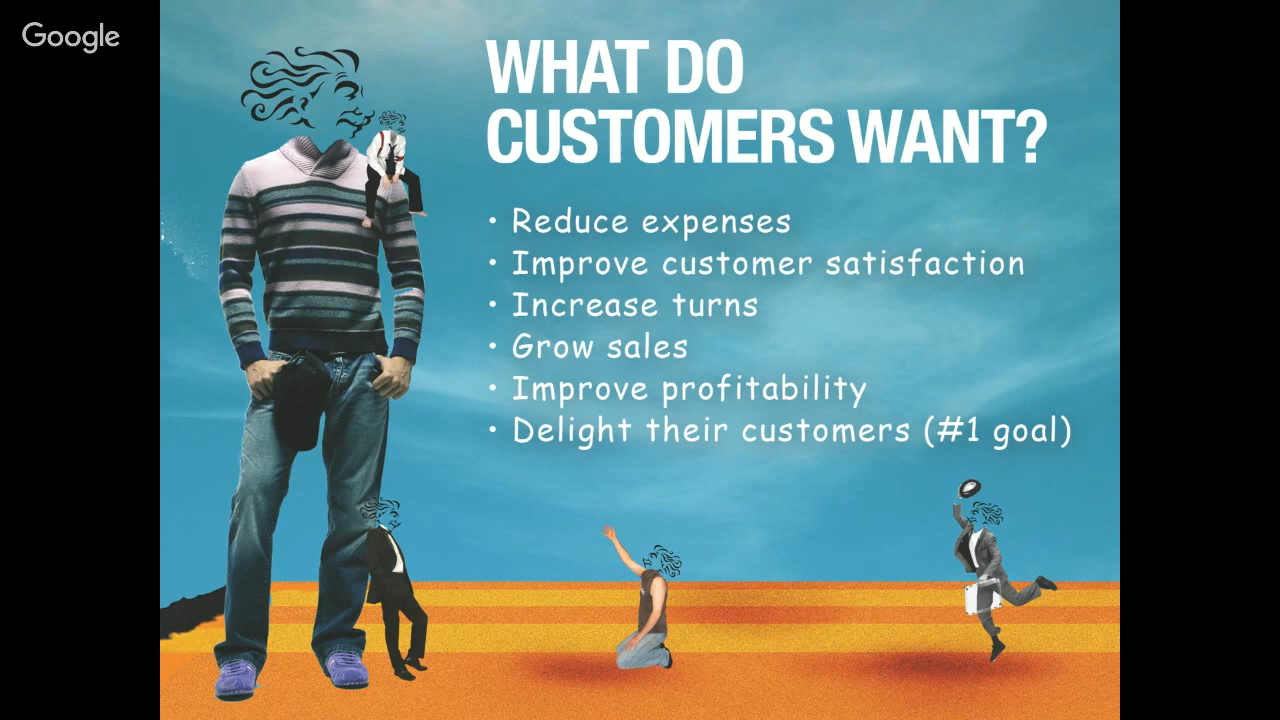 Google
WHAT DO
CUSTOMERS WANT?
• Reduce expenses
• Improve customer satisfaction
• Increase turns
• Grow sales
• Improve profitability
• Delight their customers (#1 goal)